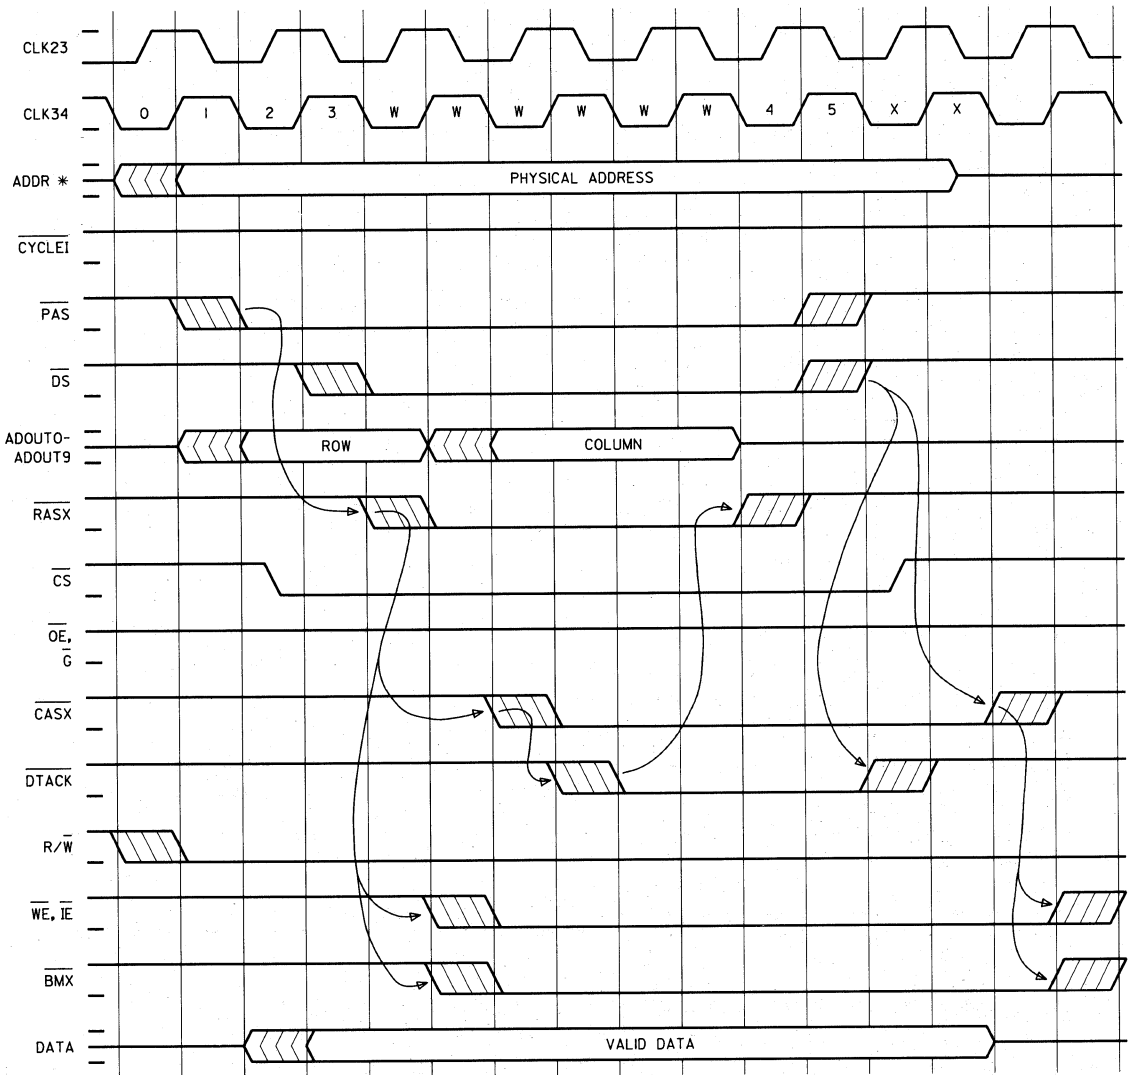 CLK23
CLK34 0 1 2 3 W W W W W W 4 5 X X
ADDR * PHYSICAL ADDRESS
CYCLEI
PAS
DS
ADOUT0-
ADOUT9 ROW COLUMN
RASX
CS
OE,
G
CASX
DTACK
R/W
WE, IE
BMX
DATA VALID DATA